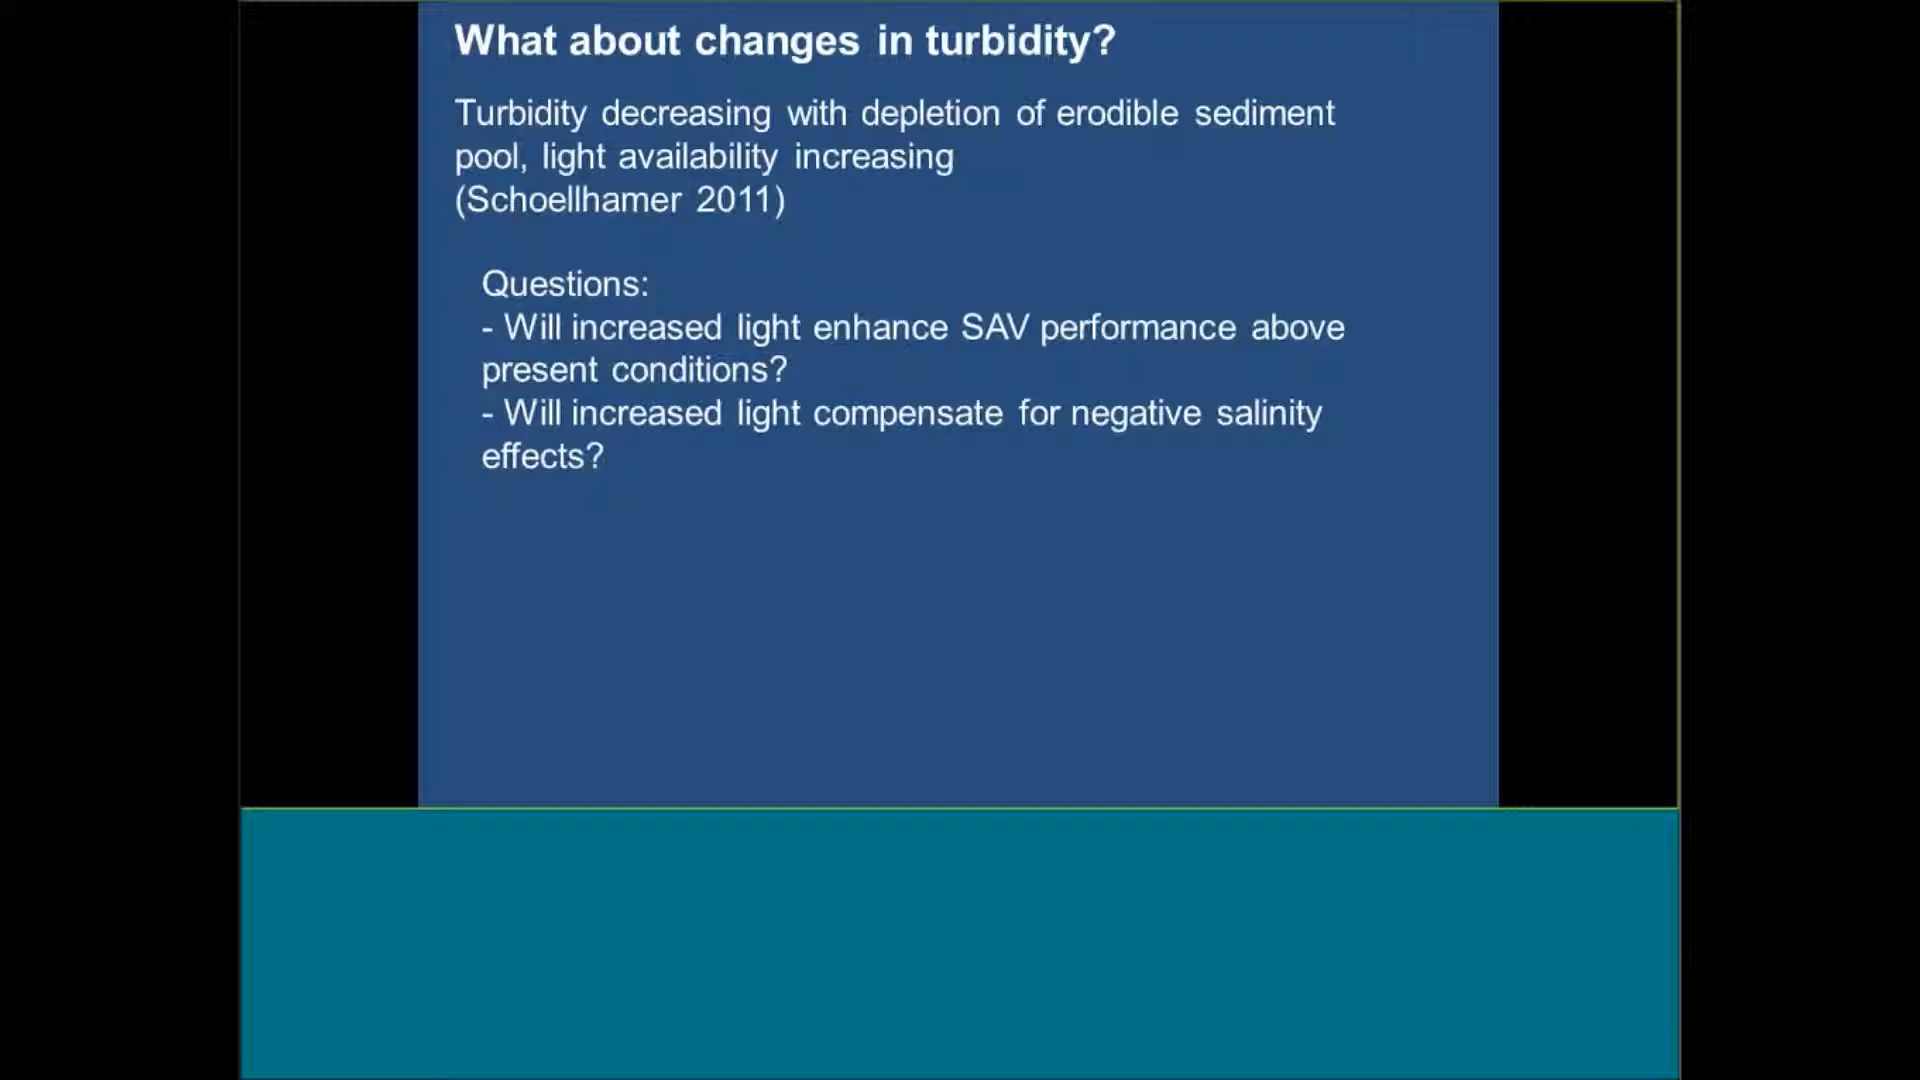 What about changes in turbidity?
Turbidity decreasing with depletion of erodible sediment
pool, light availability increasing
(Schoellhamer 2011)
Questions:
- Will increased light enhance SAV performance above
present conditions?
- Will increased light compensate for negative salinity
effects?